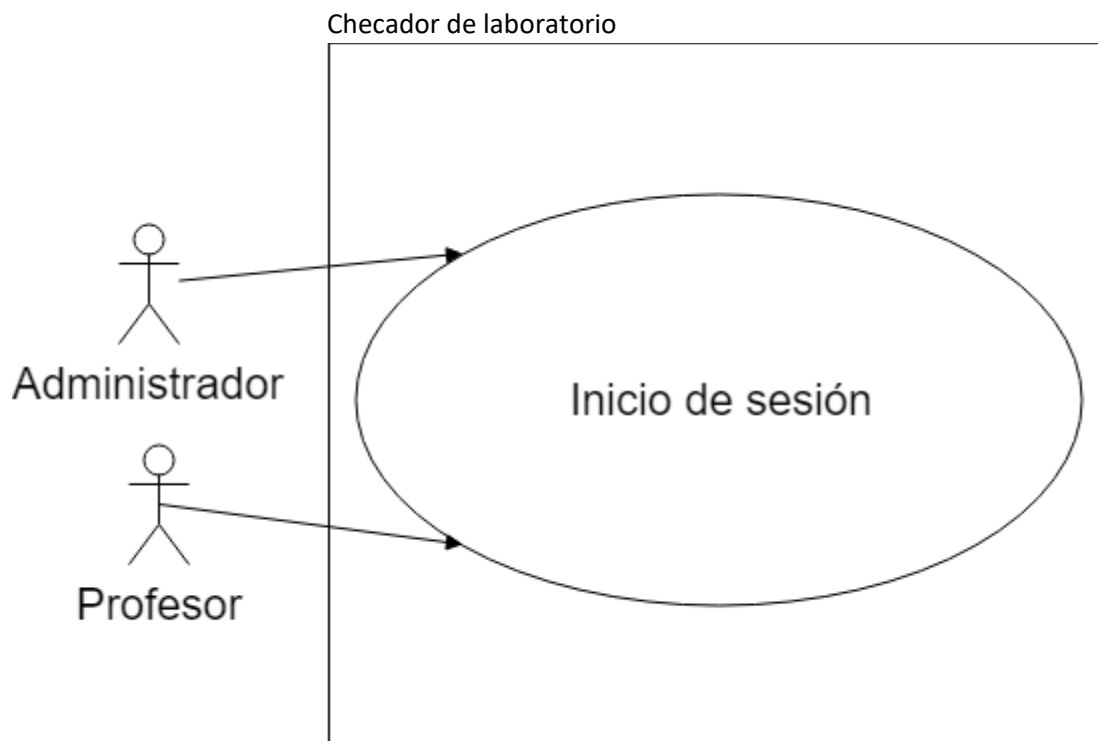 Checador de laboratorio
Administrador
Inicio de sesión
Profesor